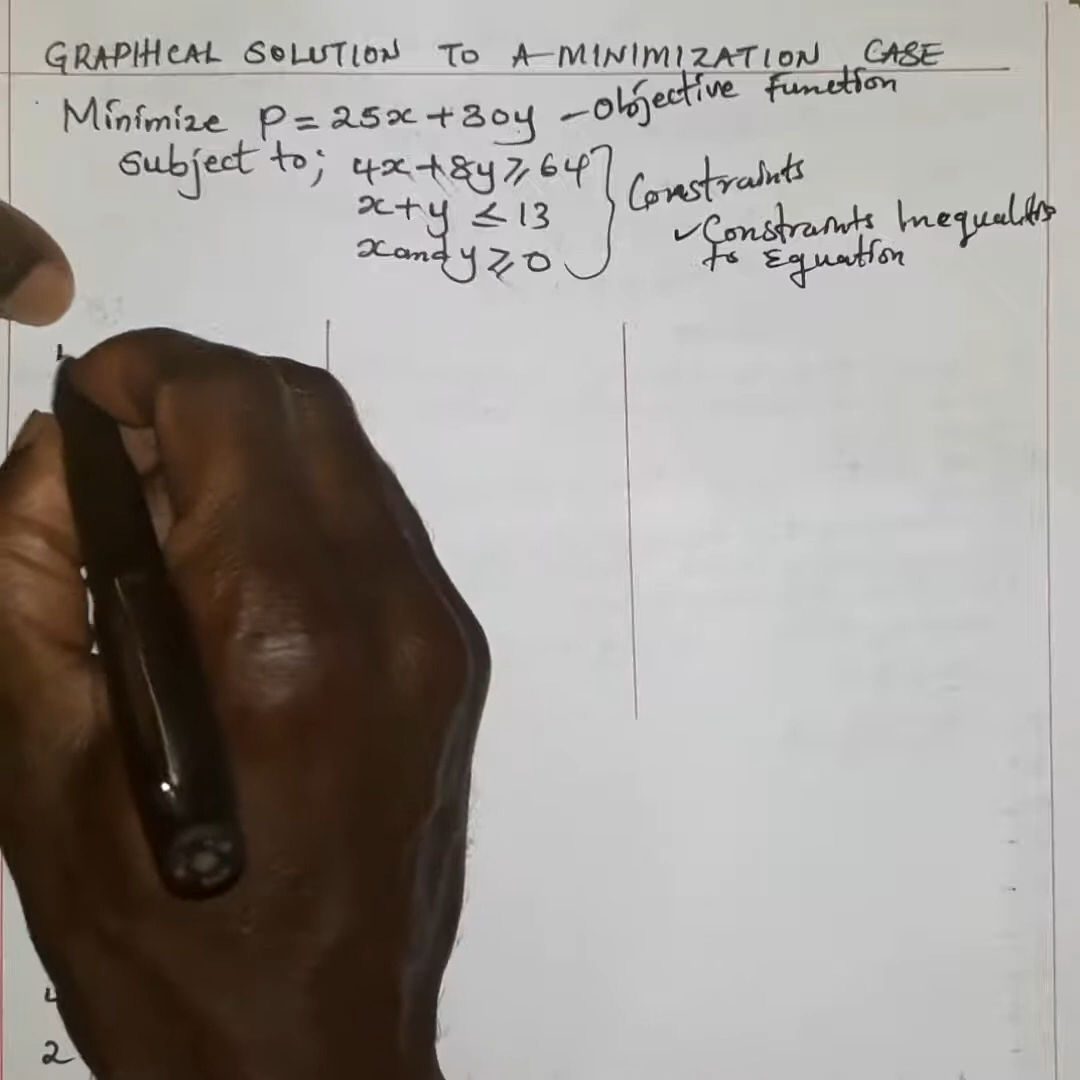 GRAPIHCAL SOLUTION TO A MINIMIZATION CASE
Minimize P = 25x + 30y - Objective Function
Subject to; 4x + 8y ⩾ 64
x + y ≤ 13
x and y ⩾ 0
Constraints
✓Constraints Inequalities
to Equation
2